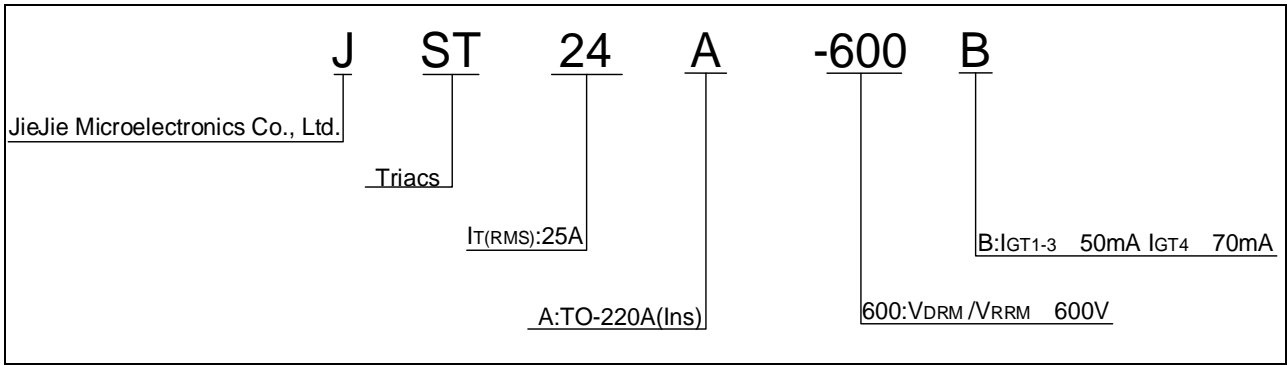 J ST 24 A -600 B
JieJie Microelectronics Co., Ltd.
Triacs
IT(RMS):25A
B:IGT1-3 50mA IGT4 70mA
A:TO-220A(Ins)
600:VDRM /VRRM 600V